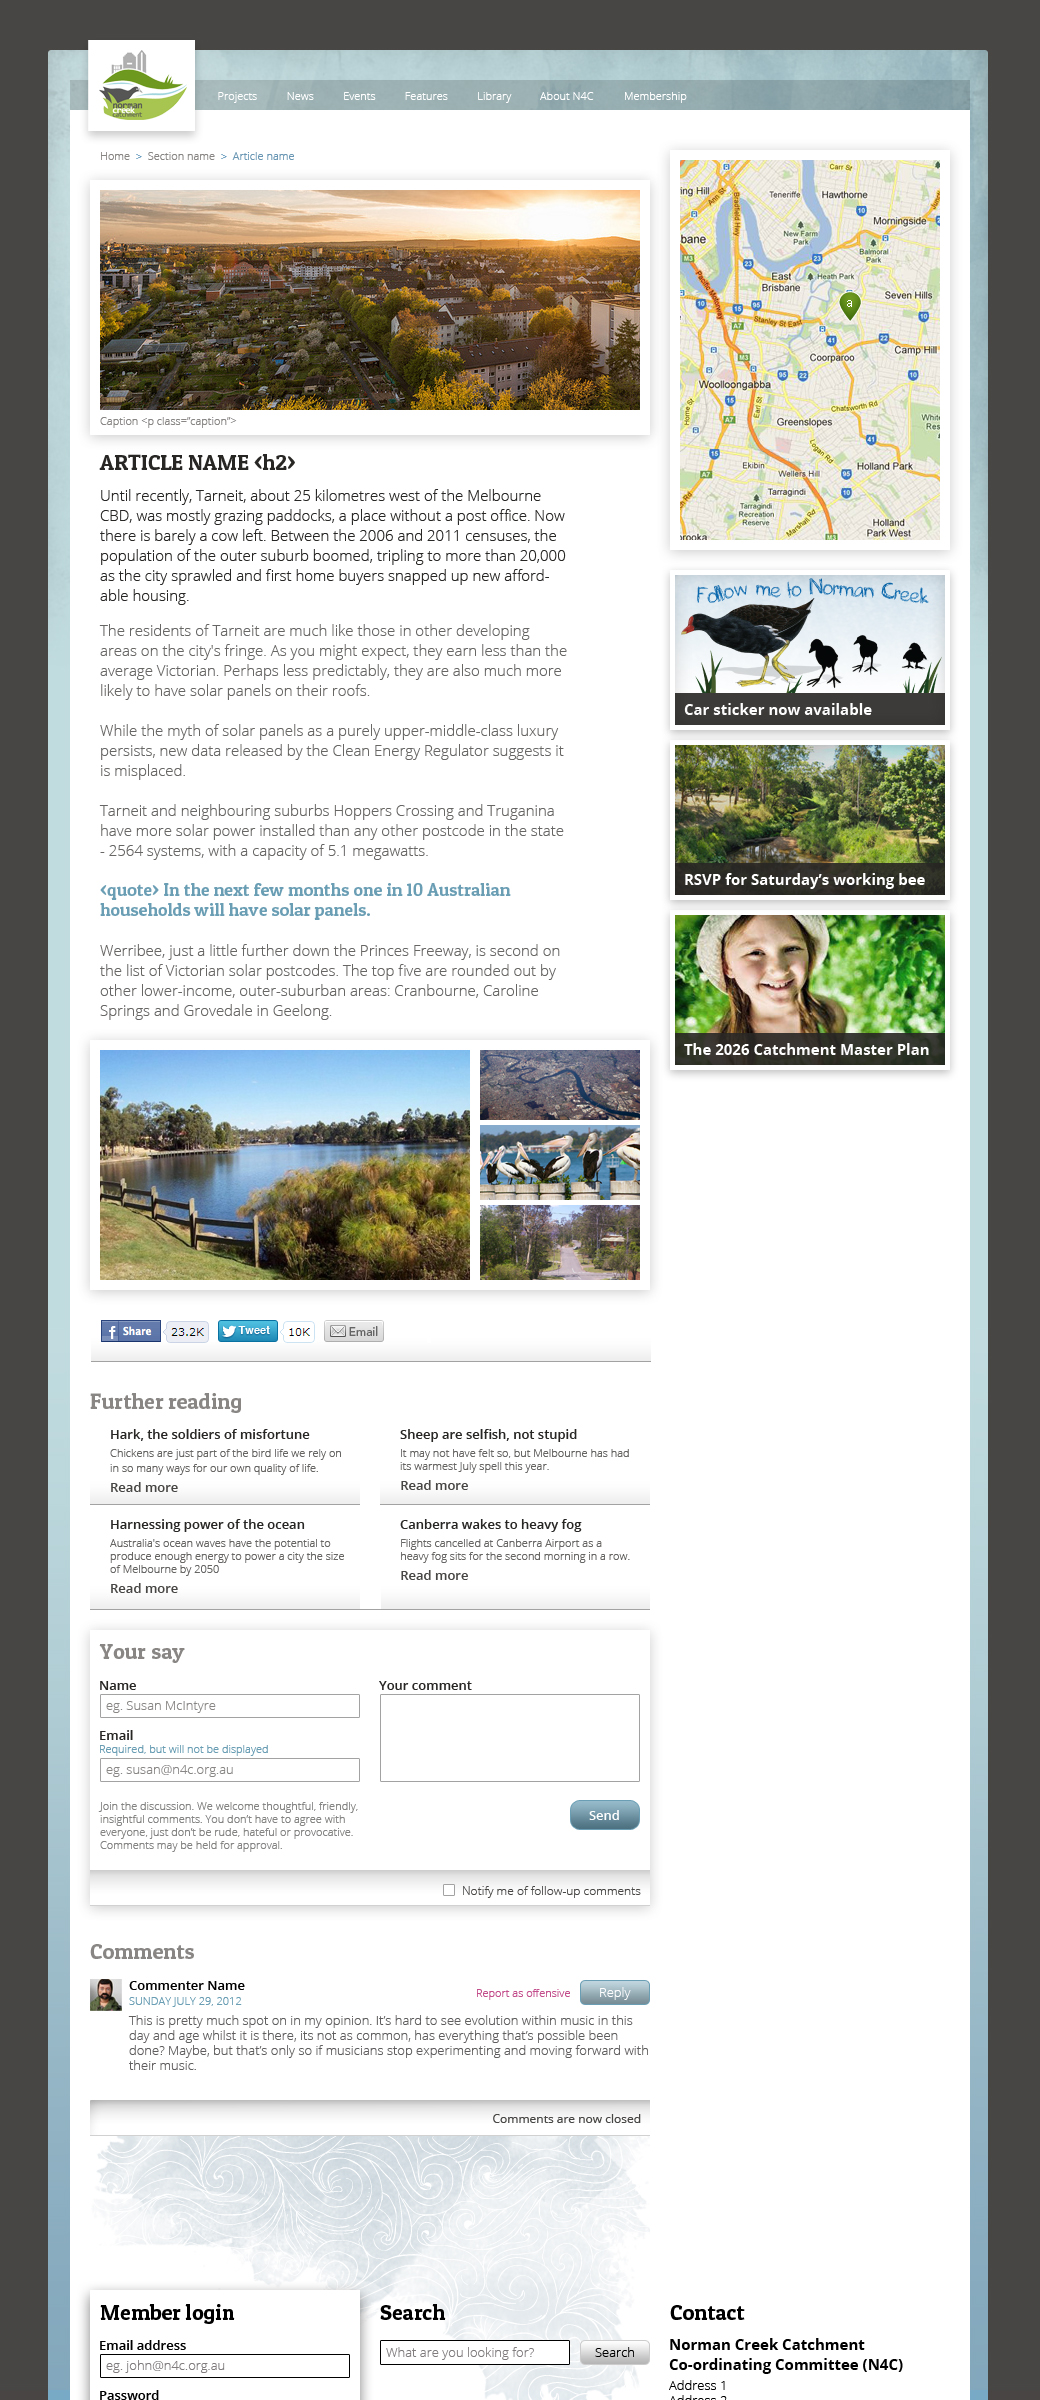 norman
creek
catchment
Projects News Events Features Library About N4C Membership
Home > Section name > Article name
Caption <p class="caption">
ARTICLE NAME <h2>
Until recently, Tarneit, about 25 kilometres west of the Melbourne
CBD, was mostly grazing paddocks, a place without a post office. Now
there is barely a cow left. Between the 2006 and 2011 censuses, the
population of the outer suburb boomed, tripling to more than 20,000
as the city sprawled and first home buyers snapped up new afford-
able housing.
The residents of Tarneit are much like those in other developing
areas on the city's fringe. As you might expect, they earn less than the
average Victorian. Perhaps less predictably, they are also much more
likely to have solar panels on their roofs.
While the myth of solar panels as a purely upper-middle-class luxury
persists, new data released by the Clean Energy Regulator suggests it
is misplaced.
Tarneit and neighbouring suburbs Hoppers Crossing and Truganina
have more solar power installed than any other postcode in the state
- 2564 systems, with a capacity of 5.1 megawatts.
<quote> In the next few months one in 10 Australian
households will have solar panels.
Werribee, just a little further down the Princes Freeway, is second on
the list of Victorian solar postcodes. The top five are rounded out by
other lower-income, outer-suburban areas: Cranbourne, Caroline
Springs and Grovedale in Geelong.
Share 23.2K Tweet 10K Email
Further reading
Hark, the soldiers of misfortune
Chickens are just part of the bird life we rely on
in so many ways for our own quality of life.
Read more
Sheep are selfish, not stupid
It may not have felt so, but Melbourne has had
its warmest July spell this year.
Read more
Harnessing power of the ocean
Australia's ocean waves have the potential to
produce enough energy to power a city the size
of Melbourne by 2050
Read more
Canberra wakes to heavy fog
Flights cancelled at Canberra Airport as a
heavy fog sits for the second morning in a row.
Read more
Your say
Name
eg. Susan McIntyre
Email
Required, but will not be displayed
eg. susan@n4c.org.au
Join the discussion. We welcome thoughtful, friendly,
insightful comments. You don't have to agree with
everyone, just don't be rude, hateful or provocative.
Comments may be held for approval.
Your comment
Send
Notify me of follow-up comments
Comments
Commenter Name
SUNDAY JULY 29, 2012
Report as offensive
Reply
This is pretty much spot on in my opinion. It's hard to see evolution within music in this
day and age whilst it is there, its not as common, has everything that's possible been
done? Maybe, but that's only so if musicians stop experimenting and moving forward with
their music.
Comments are now closed
Carr St
ing Hill
Teneriffe
Hawthorne
Ann St
Bradfield Hwy
Morningside
New Farm
Park
bane
Balmoral
Park
M3
East
Brisbane
Heath Park
Pacific Motorway
Seven Hills
a
Stanley St East
A7
Coorparoo
Camp Hill
Woolloongabba
Chatsworth Rd
Earl St
Greenslopes
Logan Rd
Ekibin
Wellers Hill
Holland Park
Tarragindi
Tarragindi
Recreation
Reserve
Marshall Rd
Holland
Park West
Follow me to Norman Creek
Car sticker now available
RSVP for Saturday's working bee
The 2026 Catchment Master Plan
Member login
Email address
eg. john@n4c.org.au
Password
Search
What are you looking for?
Search
Contact
Norman Creek Catchment
Co-ordinating Committee (N4C)
Address 1
Address 2